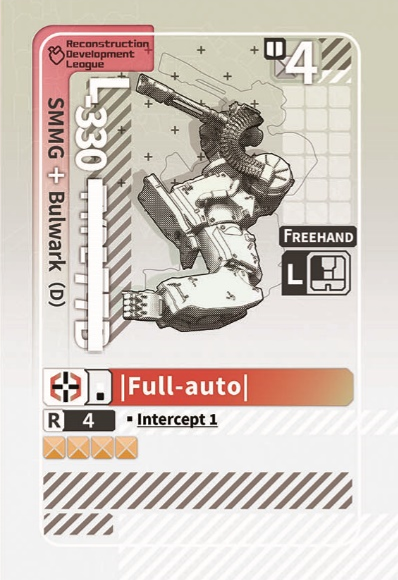 Reconstruction
Development
League
4
L-330
SMMG + Bulwark (D)
FREEHAND
L
|Full-auto|
R 4
▪ Intercept 1